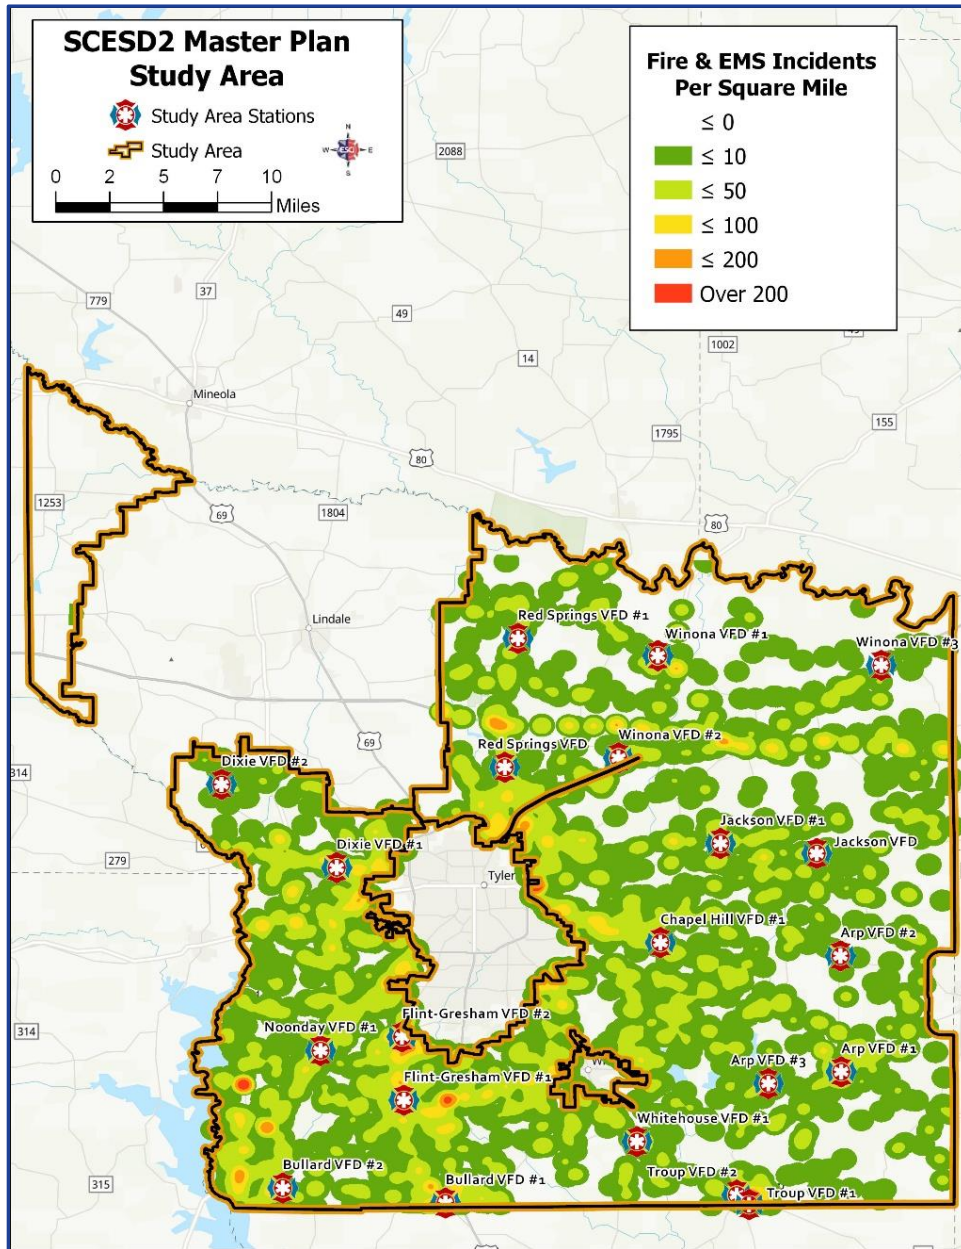 SCESD2 Master Plan
Study Area
Study Area Stations
Study Area
N
W E
ESD
S
0 2 5 7 10
Miles
Fire & EMS Incidents
Per Square Mile
≤ 0
≤ 10
≤ 50
≤ 100
≤ 200
Over 200
2088
37
779
49
14
1002
Mineola
155
1795
80
1253
69
1804
80
Lindale
Red Springs VFD #1
Winona VFD #1
Winona VFD #3
69
Winona VFD #2
Red Springs VFD
314
Dixie VFD #2
Jackson VFD #1
Jackson VFD
279
Dixie VFD #1
Tyler
Chapel Hill VFD #1
Arp VFD #2
Flint-Gresham VFD #2
314
Noonday VFD #1
Arp VFD #3
Arp VFD #1
Flint-Gresham VFD #1
Whitehouse VFD #1
Bullard VFD #2
Troup VFD #2
315
Bullard VFD #1
Troup VFD #1
69